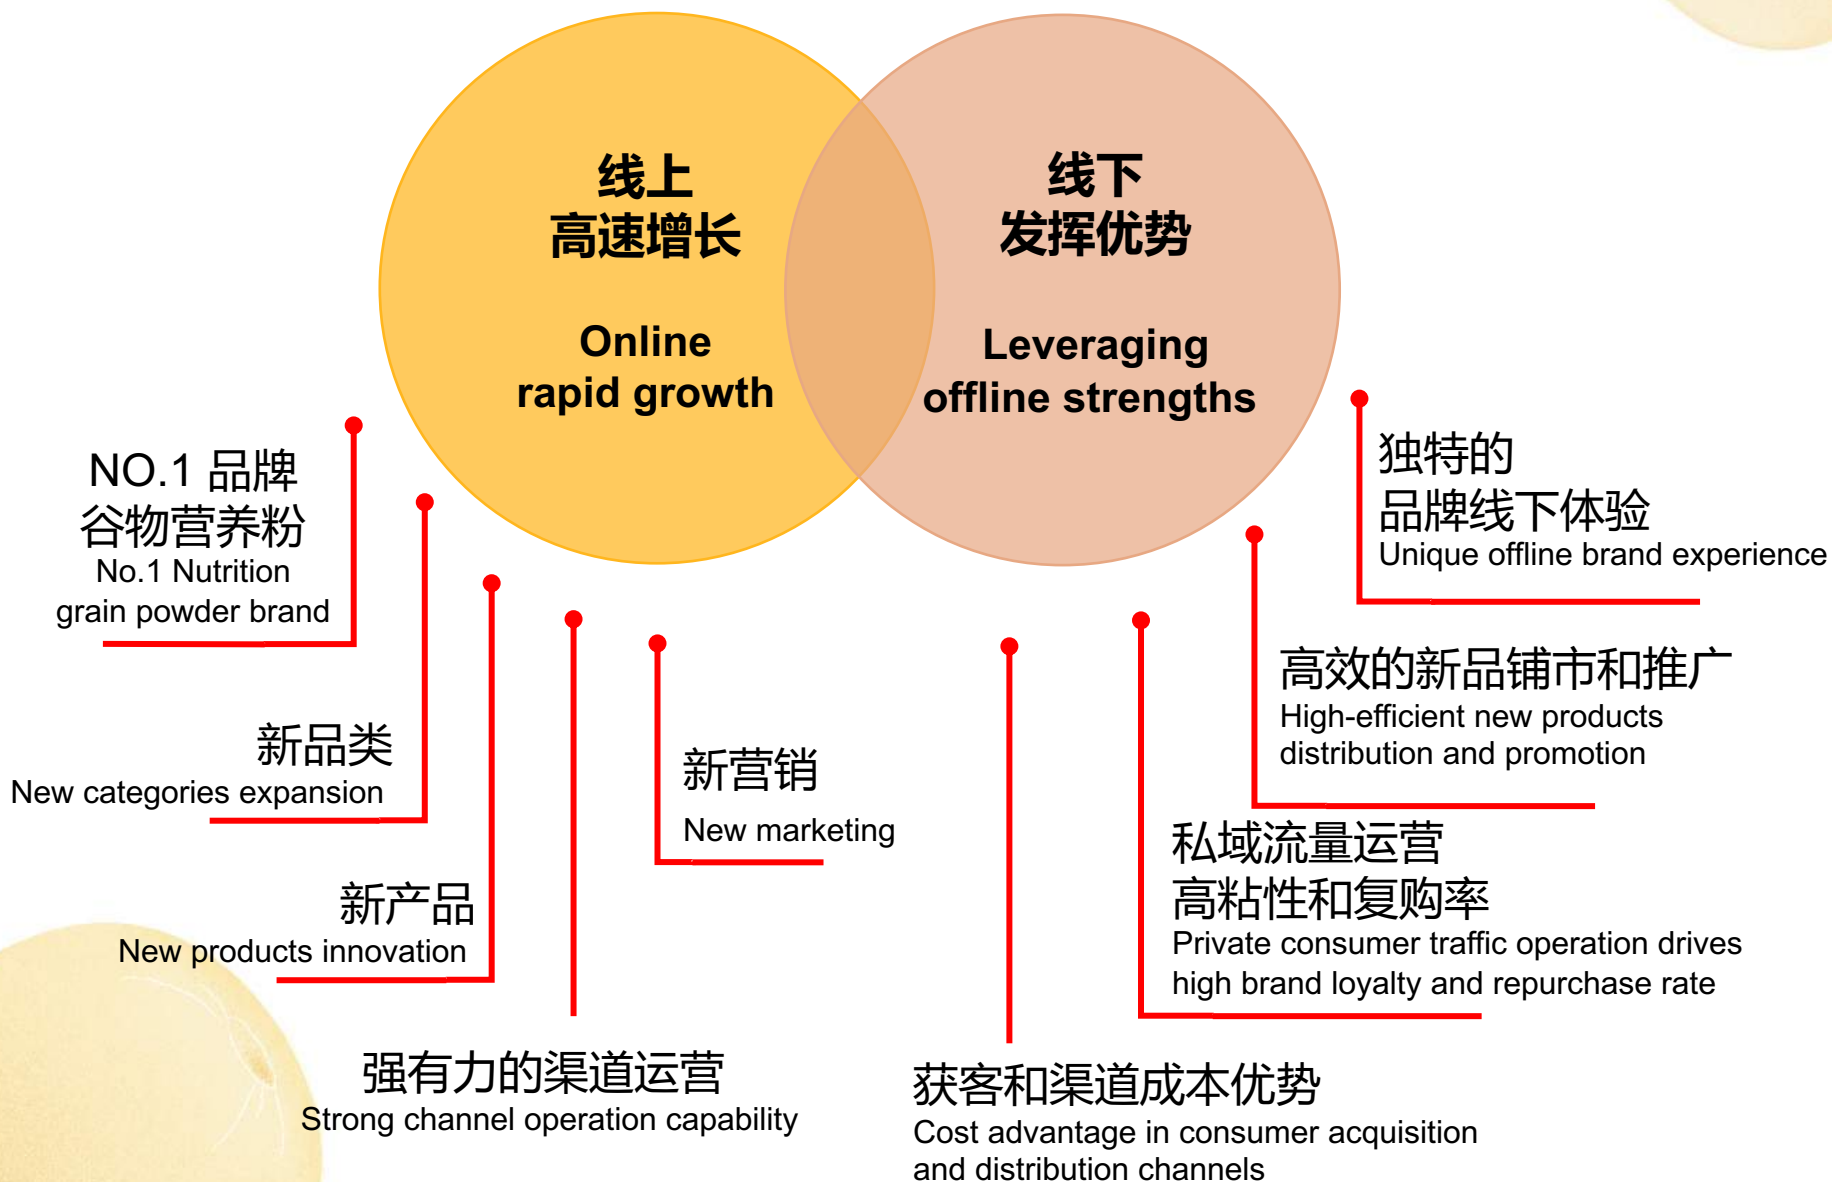 线上
高速增长
Online
rapid growth
线下
发挥优势
Leveraging
offline strengths
NO.1 品牌
谷物营养粉
No.1 Nutrition
grain powder brand
新品类
New categories expansion
新产品
New products innovation
强有力的渠道运营
Strong channel operation capability
新营销
New marketing
独特的
品牌线下体验
Unique offline brand experience
高效的新品铺市和推广
High-efficient new products
distribution and promotion
私域流量运营
高粘性和复购率
Private consumer traffic operation drives
high brand loyalty and repurchase rate
获客和渠道成本优势
Cost advantage in consumer acquisition
and distribution channels